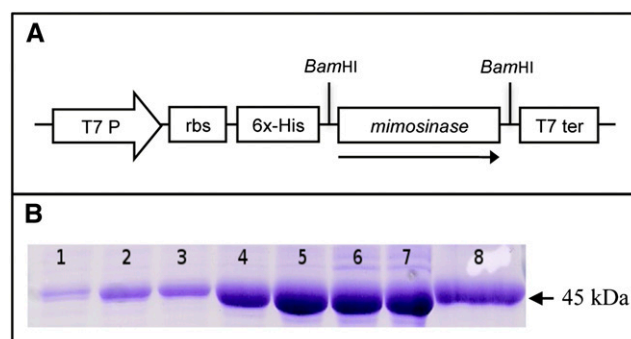 A
BamHI BamHI
T7 P rbs 6x-His mimosinase T7 ter
B
1 2 3 4 5 6 7 8
45 kDa